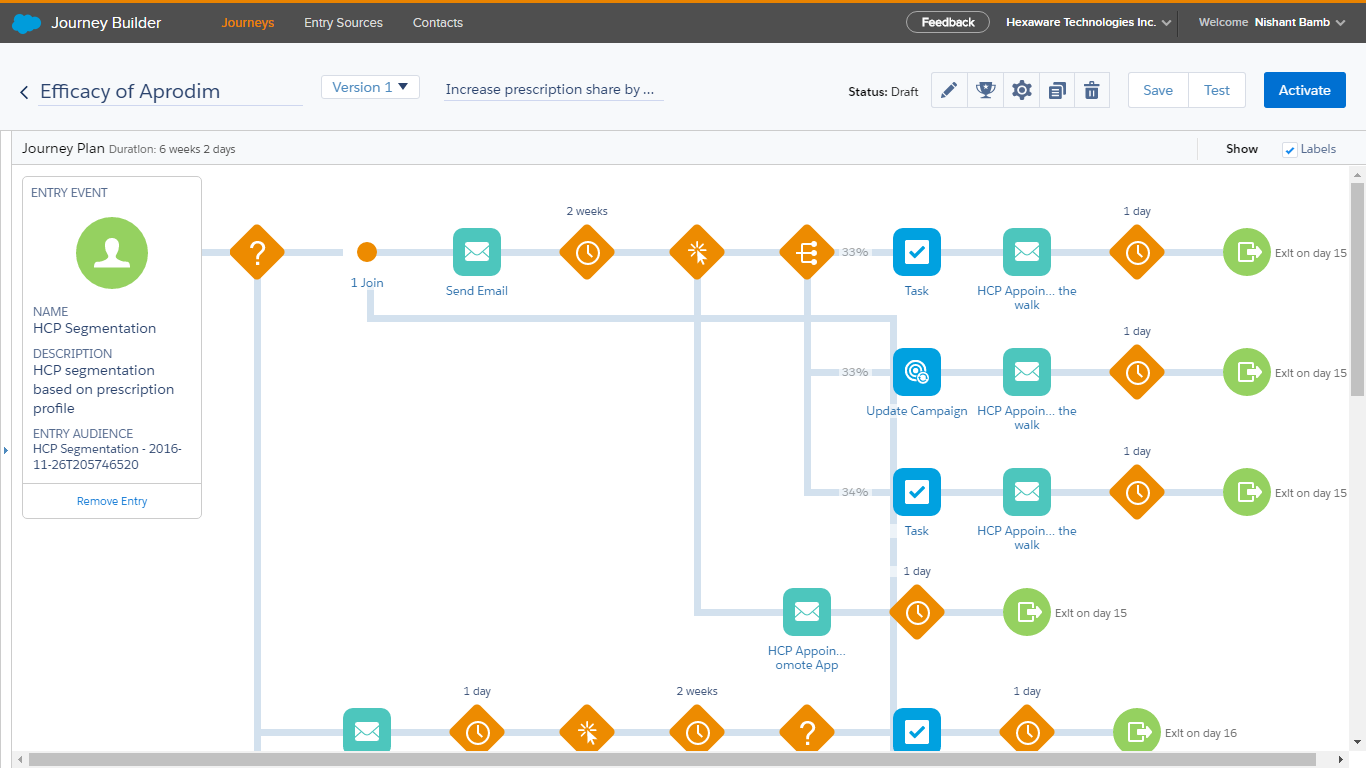 Journey Builder
Journeys
Entry Sources
Contacts
Feedback
Hexaware Technologies Inc.
Welcome Nishant Bamb
Efficacy of Aprodim
Version 1
Increase prescription share by ...
Status: Draft
Save
Test
Activate
Journey Plan Duration: 6 weeks 2 days
Show
Labels
ENTRY EVENT
NAME
HCP Segmentation
DESCRIPTION
HCP segmentation
based on prescription
profile
ENTRY AUDIENCE
HCP Segmentation - 2016-
11-26T205746520
Remove Entry
?
1 Join
Send Email
2 weeks
33%
Task
HCP Appoin... the
walk
1 day
Exit on day 15
33%
Update Campaign
HCP Appoin... the
walk
1 day
Exit on day 15
34%
Task
HCP Appoin... the
walk
1 day
Exit on day 15
HCP Appoin...
omote App
1 day
Exit on day 15
1 day
2 weeks
?
1 day
Exit on day 16